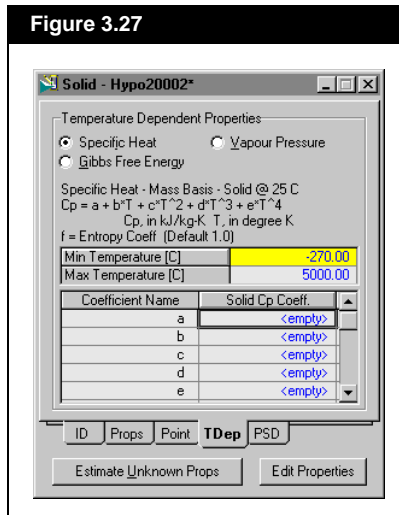 Figure 3.27
Solid - Hypo20002*
Temperature Dependent Properties
Specific Heat
Vapour Pressure
Gibbs Free Energy
Specific Heat - Mass Basis - Solid @ 25 C
Cp = a + b*T + c*T^2 + d*T^3 + e*T^4
Cp, in kJ/kg-K T, in degree K
f = Entropy Coeff (Default 1.0)
Min Temperature [C] -270.00
Max Temperature [C] 5000.00
Coefficient Name Solid Cp Coeff.
a <empty>
b <empty>
c <empty>
d <empty>
e <empty>
ID Props Point TDep PSD
Estimate Unknown Props Edit Properties